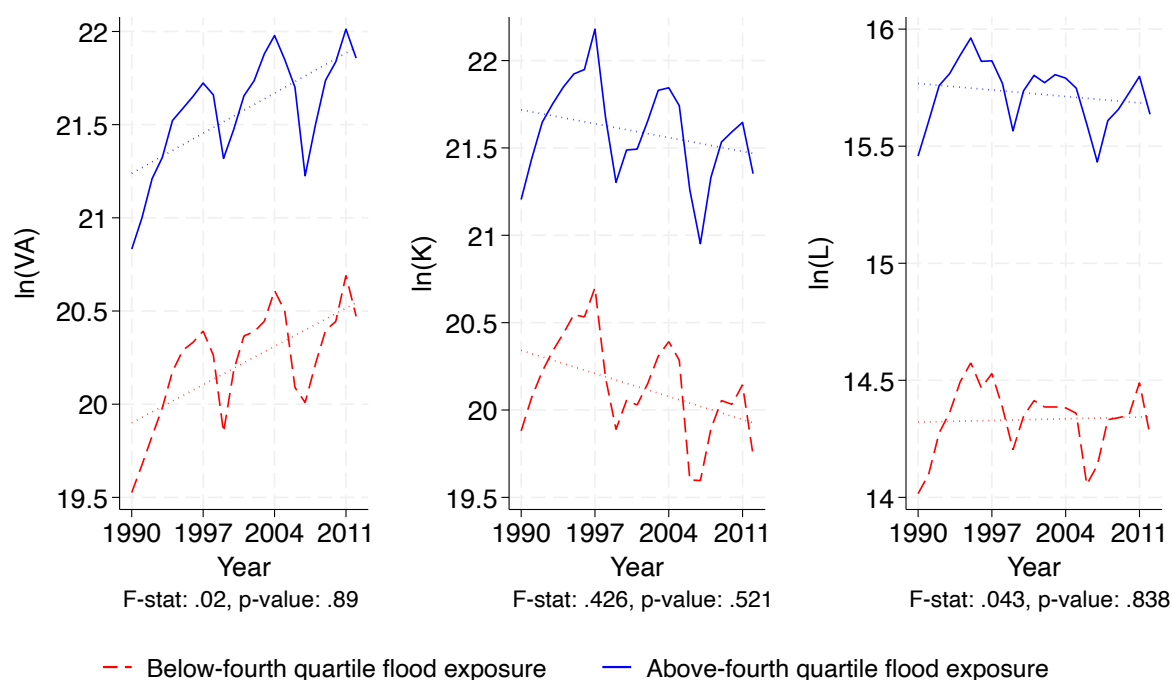 ln(VA)
22
21.5
21
20.5
20
19.5
1990 1997 2004 2011
Year
F-stat: .02, p-value: .89
ln(K)
22
21.5
21
20.5
20
19.5
1990 1997 2004 2011
Year
F-stat: .426, p-value: .521
ln(L)
16
15.5
15
14.5
14
1990 1997 2004 2011
Year
F-stat: .043, p-value: .838
Below-fourth quartile flood exposure
Above-fourth quartile flood exposure